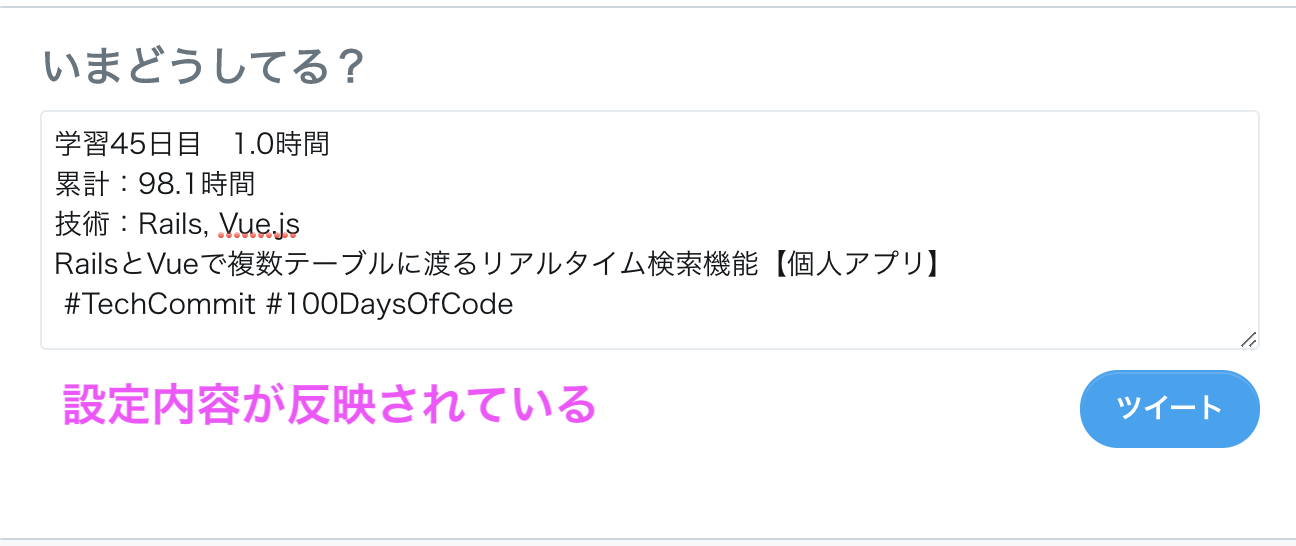 いまどうしてる？
学習45日目　1.0時間
累計：98.1時間
技術：Rails, Vue.js
RailsとVueで複数テーブルに渡るリアルタイム検索機能【個人アプリ】
#TechCommit #100DaysOfCode
設定内容が反映されている
ツイート